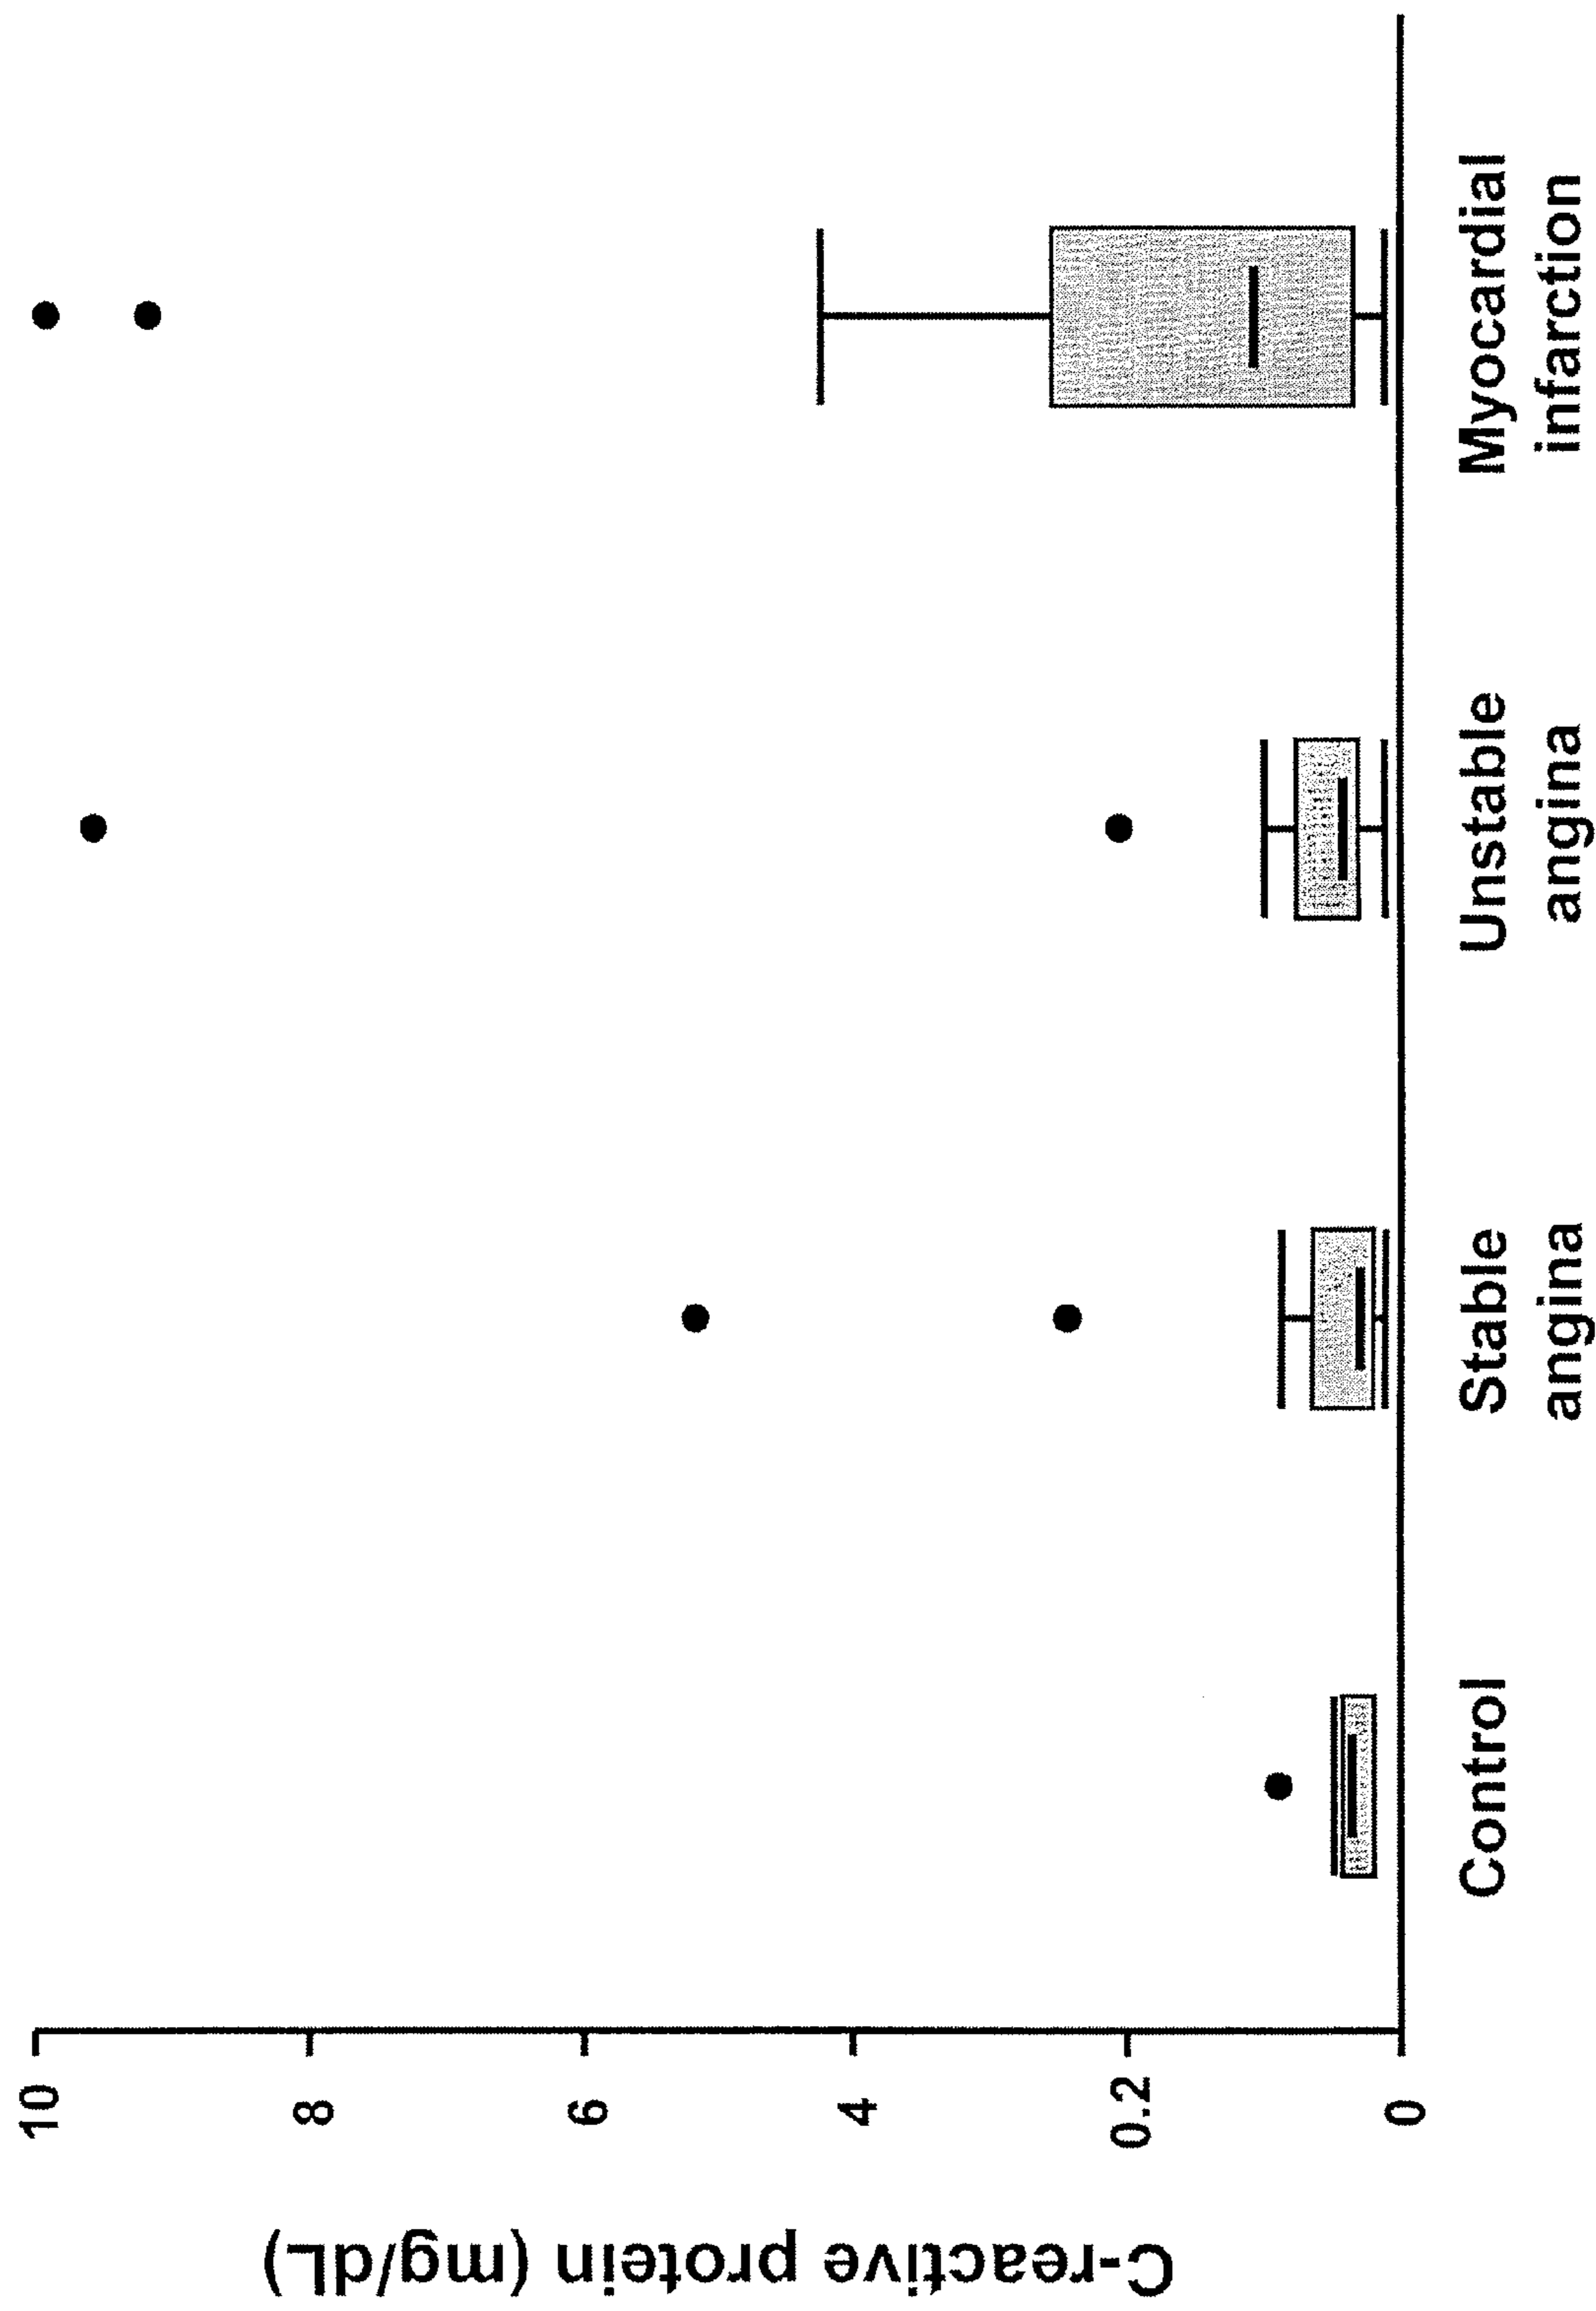 C-reactive protein (mg/dL)
10
8
6
4
0.2
0
Control
Stable
angina
Unstable
angina
Myocardial
infarction